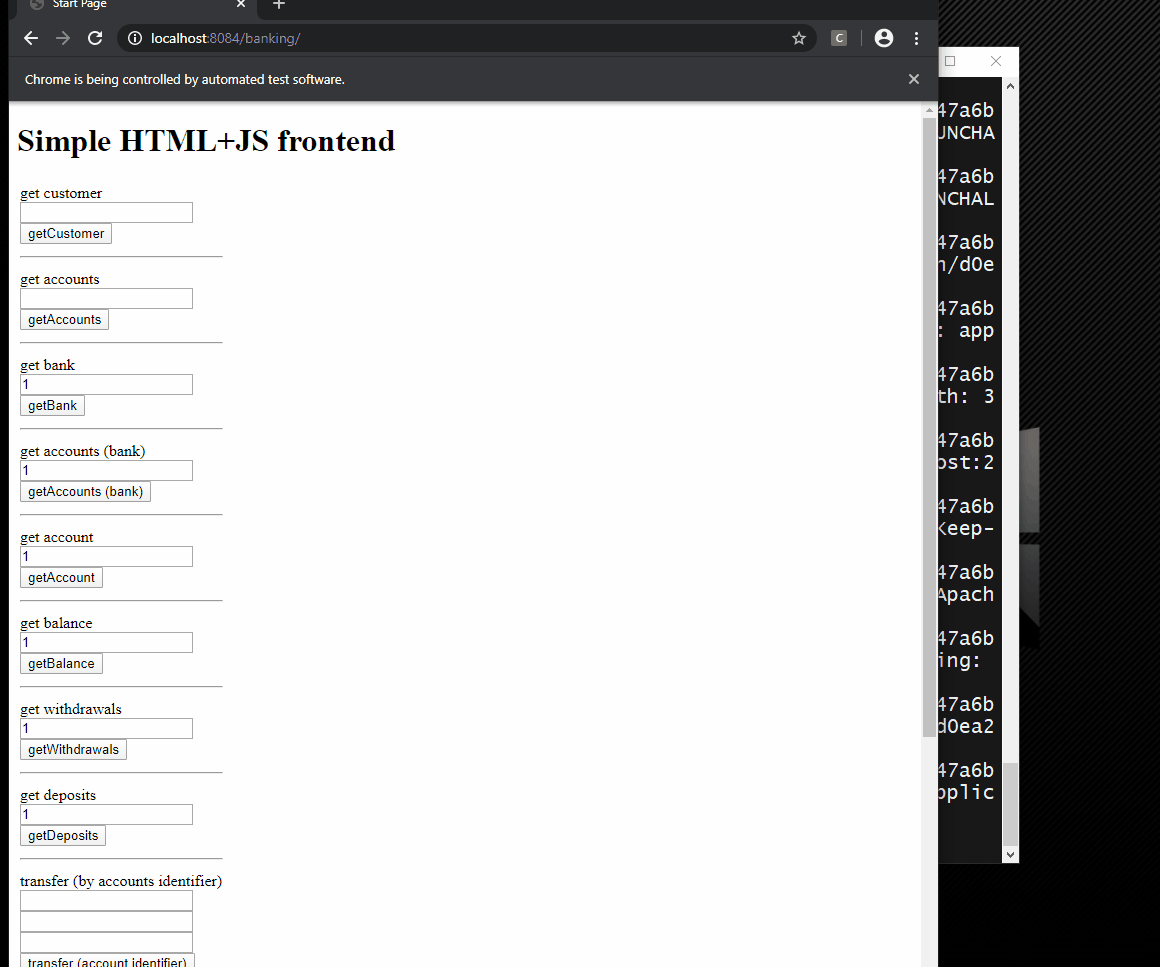 Start Page
localhost:8084/banking/
C
Chrome is being controlled by automated test software.
Simple HTML+JS frontend
get customer
getCustomer
get accounts
getAccounts
get bank
1
getBank
get accounts (bank)
1
getAccounts (bank)
get account
1
getAccount
get balance
1
getBalance
get withdrawals
1
getWithdrawals
get deposits
1
getDeposits
transfer (by accounts identifier)
transfer (account identifier)
47a6b
UNCHA
47a6b
NCHAL
47a6b
n/d0e
47a6b
: app
47a6b
th: 3
47a6b
ost:2
47a6b
Keep-
47a6b
Apach
47a6b
ing:
47a6b
d0ea2
47a6b
pplic